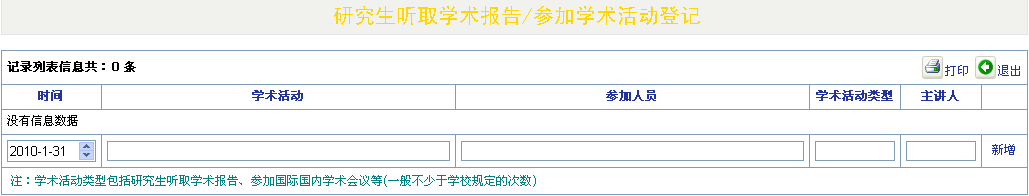 研究生听取学术报告/参加学术活动登记
记录列表信息共：0 条 打印 退出
时间 学术活动 参加人员 学术活动类型 主讲人
没有信息数据
2010-1-31 新增
注：学术活动类型包括研究生听取学术报告、参加国际国内学术会议等(一般不少于学校规定的次数)